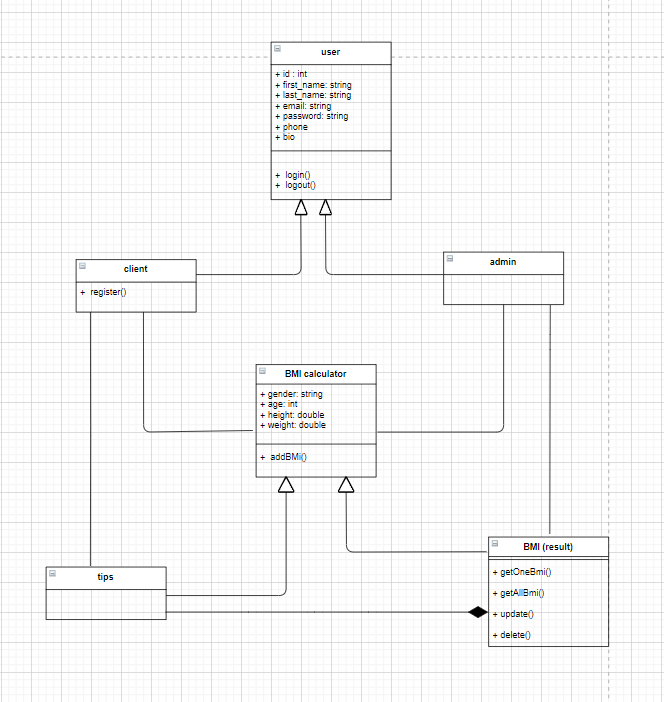 user
+ id : int
+ first_name: string
+ last_name: string
+ email: string
+ password: string
+ phone
+ bio
+ login()
+ logout()
client
+ register()
admin
BMI calculator
+ gender: string
+ age: int
+ height: double
+ weight: double
+ addBMi()
BMI (result)
+ getOneBmi()
+ getAllBmi()
+ update()
+ delete()
tips